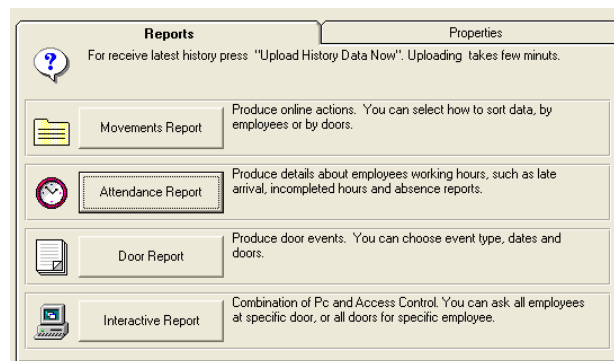 Reports
Properties
For receive latest history press "Upload History Data Now". Uploading takes few minuts.
Movements Report
Produce online actions. You can select how to sort data, by
employees or by doors.
Attendance Report
Produce details about employees working hours, such as late
arrival, incompleted hours and absence reports.
Door Report
Produce door events. You can choose event type, dates and
doors.
Interactive Report
Combination of Pc and Access Control. You can ask all employees
at specific door, or all doors for specific employee.